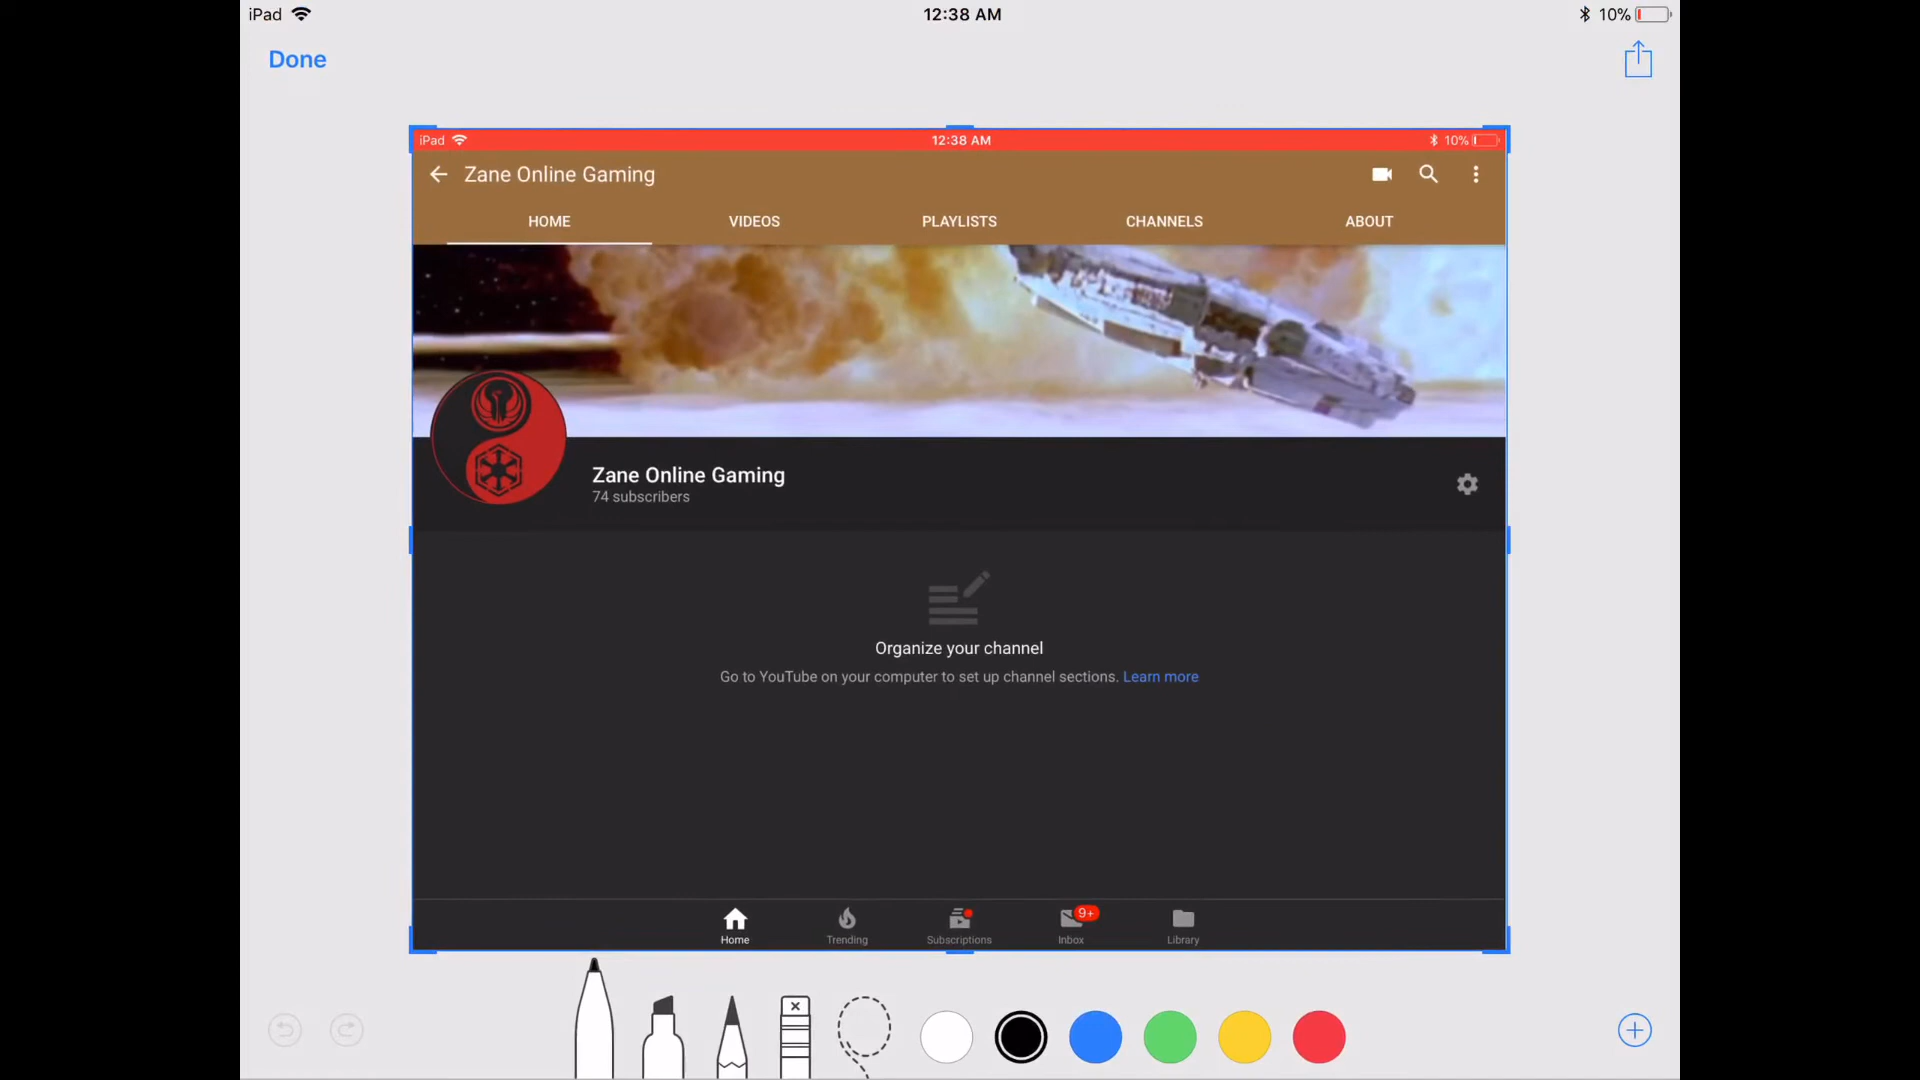 iPad 12:38 AM 10%
Done
iPad 12:38 AM 10%
Zane Online Gaming
HOME VIDEOS PLAYLISTS CHANNELS ABOUT
Zane Online Gaming
74 subscribers
Organize your channel
Go to YouTube on your computer to set up channel sections. Learn more
9+
Home Trending Subscriptions Inbox Library